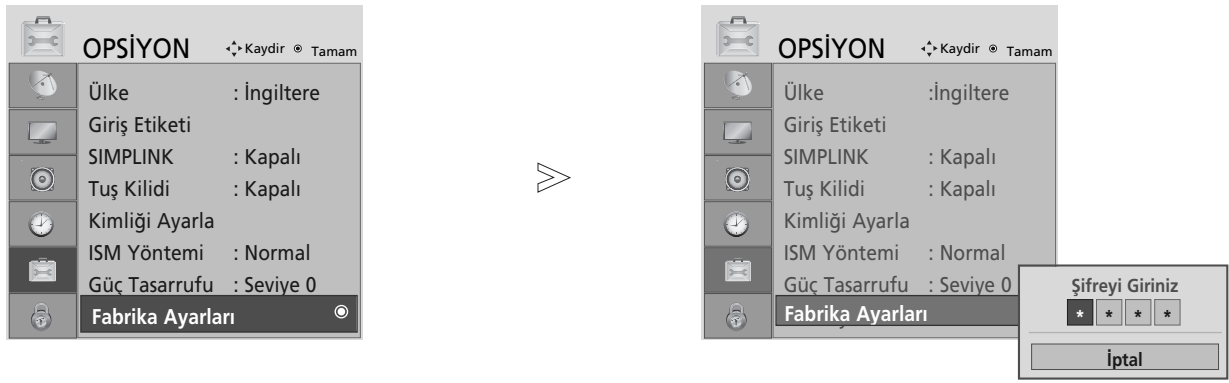 OPSİYON Kaydir Tamam
Ülke : İngiltere
Giriş Etiketi
SIMPLINK : Kapalı
Tuş Kilidi : Kapalı
Kimliği Ayarla
ISM Yöntemi : Normal
Güç Tasarrufu : Seviye 0
Fabrika Ayarları
OPSİYON Kaydir Tamam
Ülke :İngiltere
Giriş Etiketi
SIMPLINK : Kapalı
Tuş Kilidi : Kapalı
Kimliği Ayarla
ISM Yöntemi : Normal
Güç Tasarrufu : Seviye 0
Fabrika Ayarları
Şifreyi Giriniz
* * * *
İptal